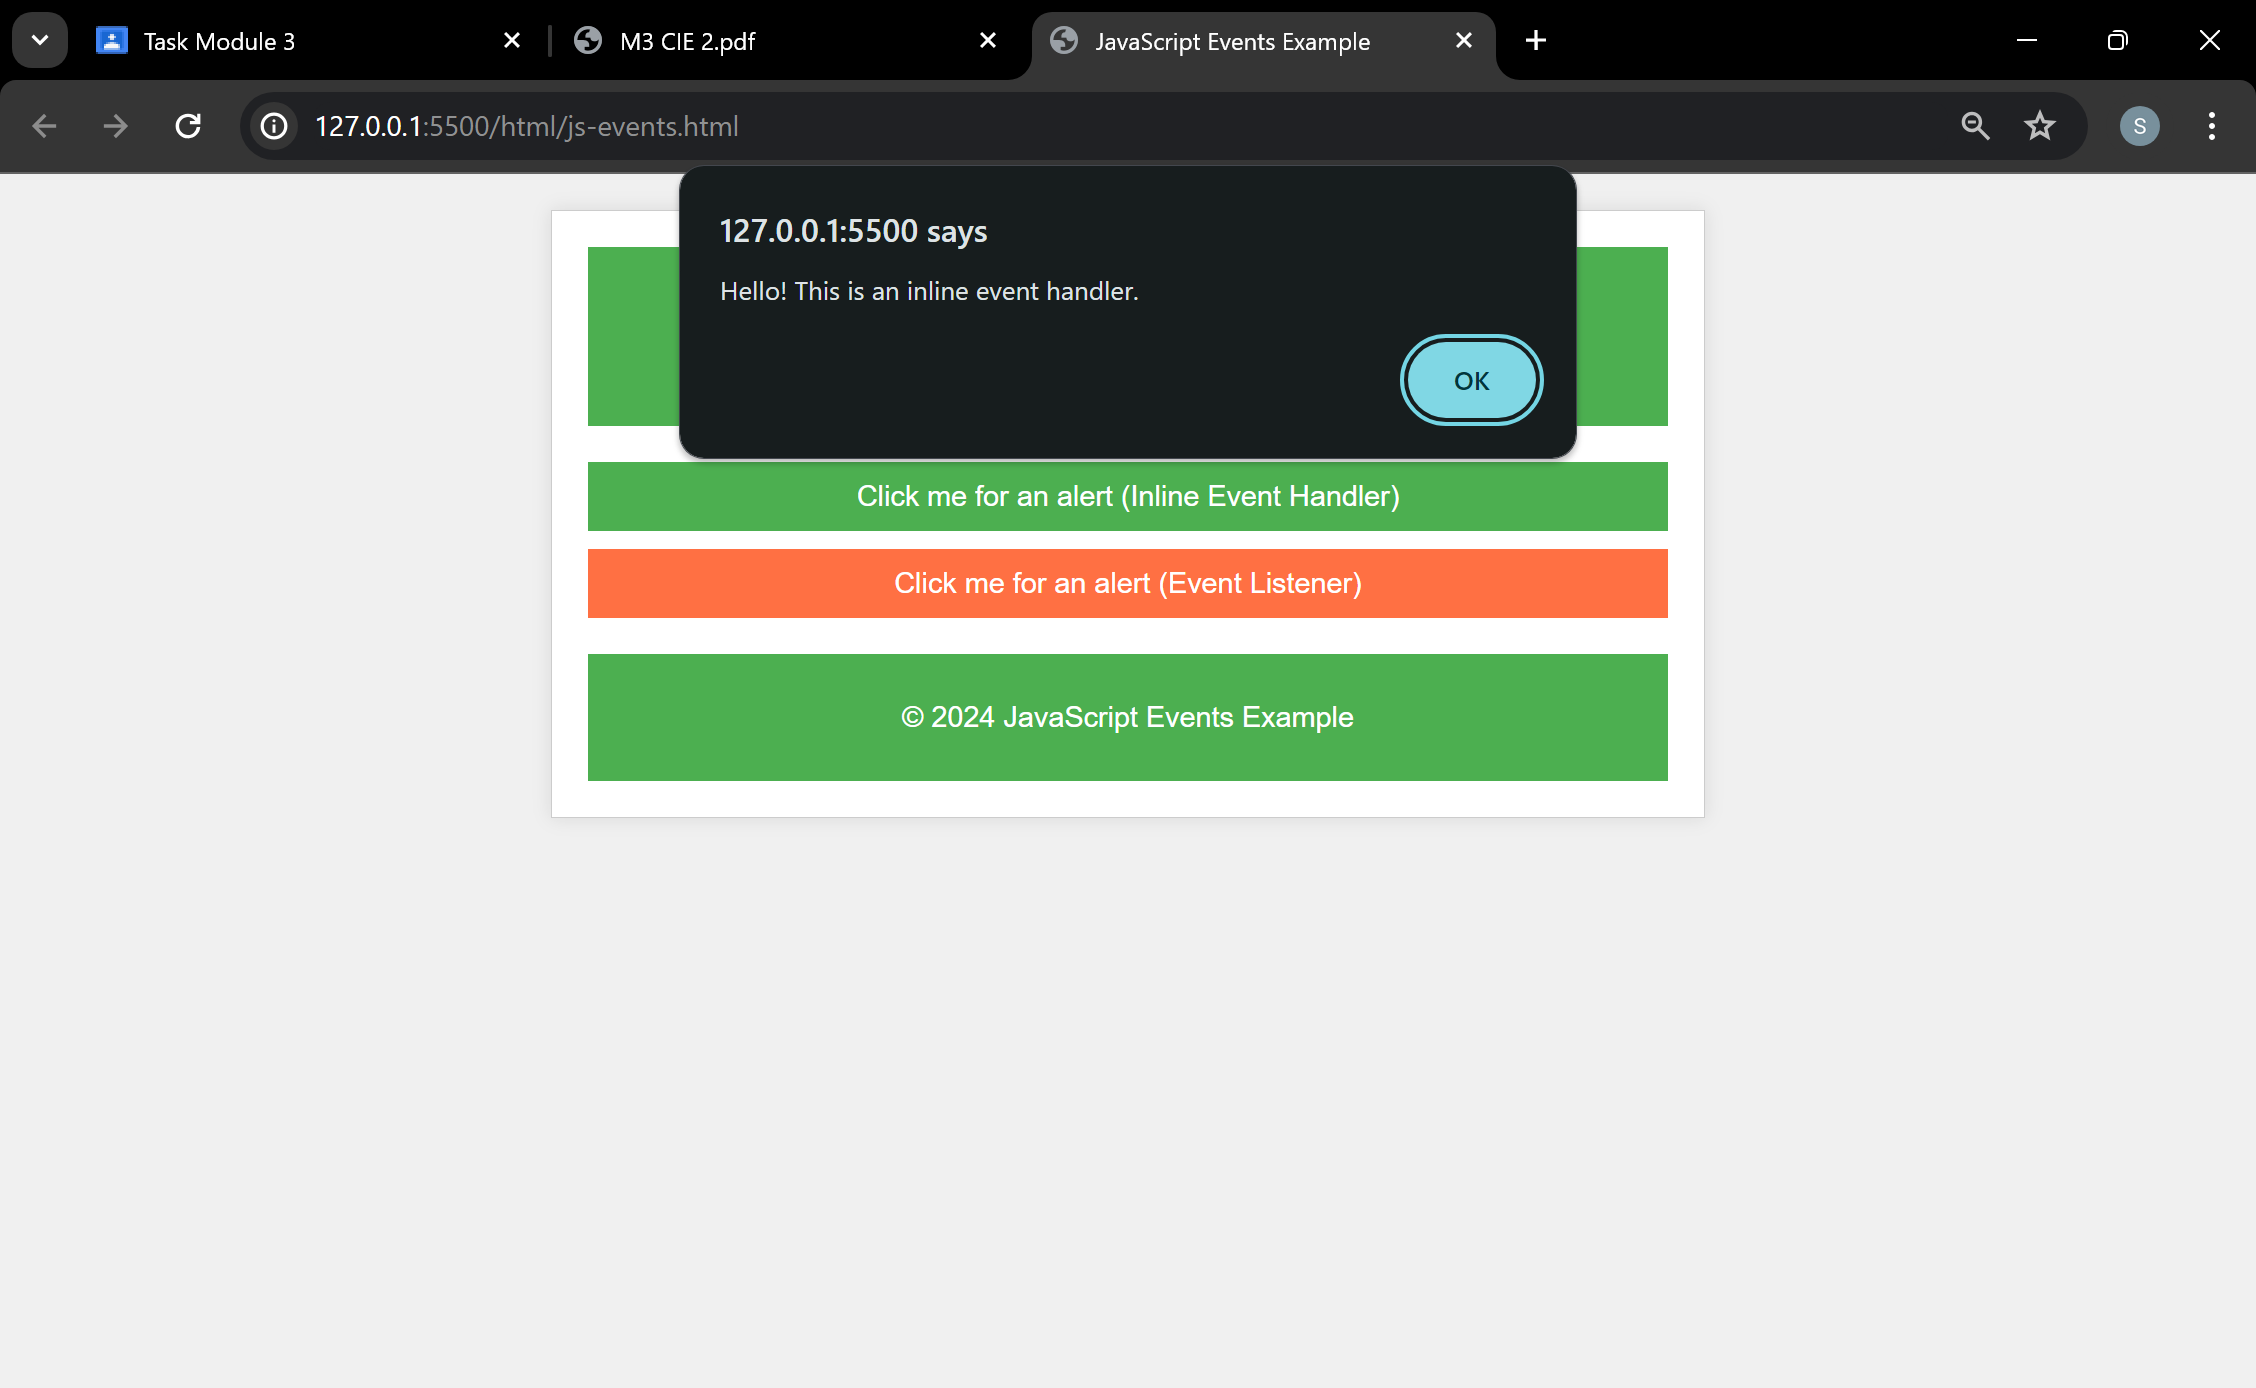 Task Module 3
M3 CIE 2.pdf
JavaScript Events Example
127.0.0.1:5500/html/js-events.html
S
127.0.0.1:5500 says
Hello! This is an inline event handler.
OK
Click me for an alert (Inline Event Handler)
Click me for an alert (Event Listener)
© 2024 JavaScript Events Example